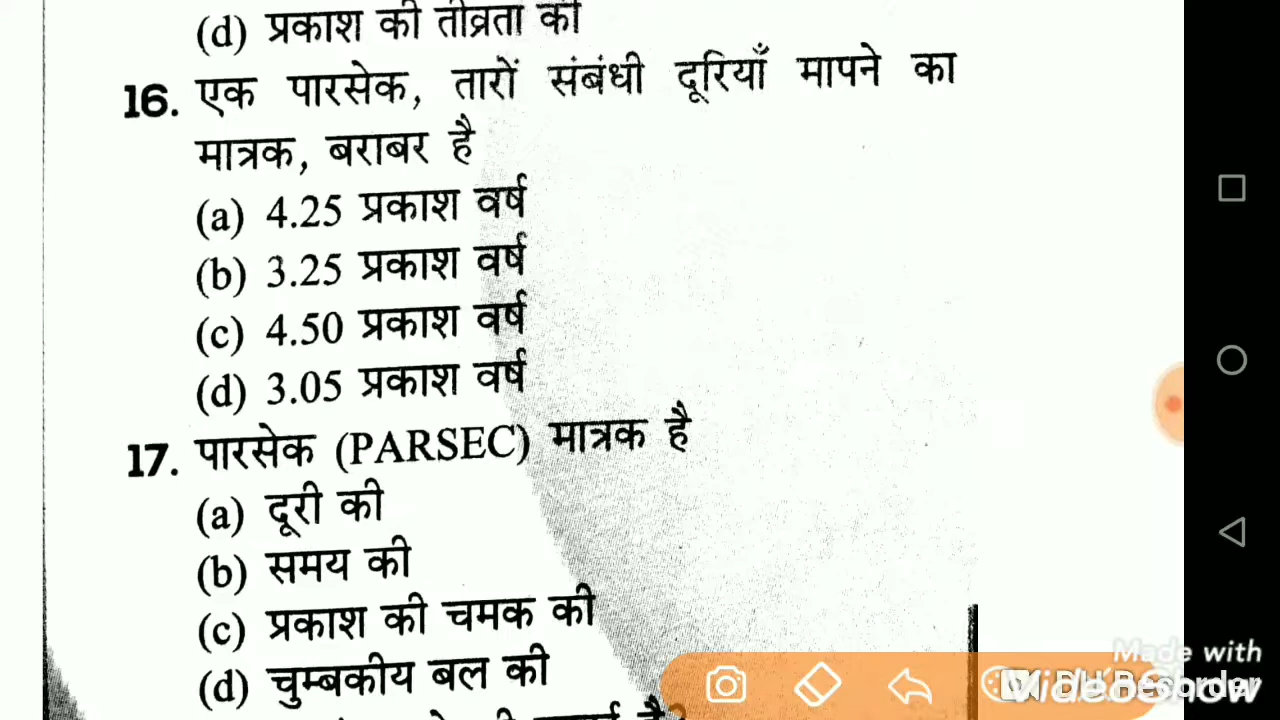 (d) प्रकाश की तीव्रता की
16. एक पारसेक, तारों संबंधी दूरियाँ मापने का
मात्रक, बराबर है
(a) 4.25 प्रकाश वर्ष
(b) 3.25 प्रकाश वर्ष
(c) 4.50 प्रकाश वर्ष
(d) 3.05 प्रकाश वर्ष
17. पारसेक (PARSEC) मात्रक है
(a) दूरी की
(b) समय की
(c) प्रकाश की चमक की
(d) चुम्बकीय बल की
Made with